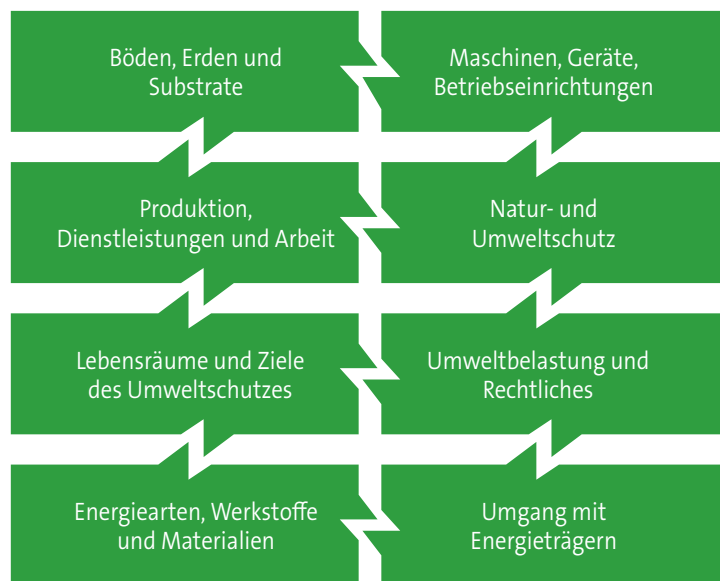 Böden, Erden und
Substrate
Maschinen, Geräte,
Betriebseinrichtungen
Produktion,
Dienstleistungen und Arbeit
Natur- und
Umweltschutz
Lebensräume und Ziele
des Umweltschutzes
Umweltbelastung und
Rechtliches
Energiearten, Werkstoffe
und Materialien
Umgang mit
Energieträgern